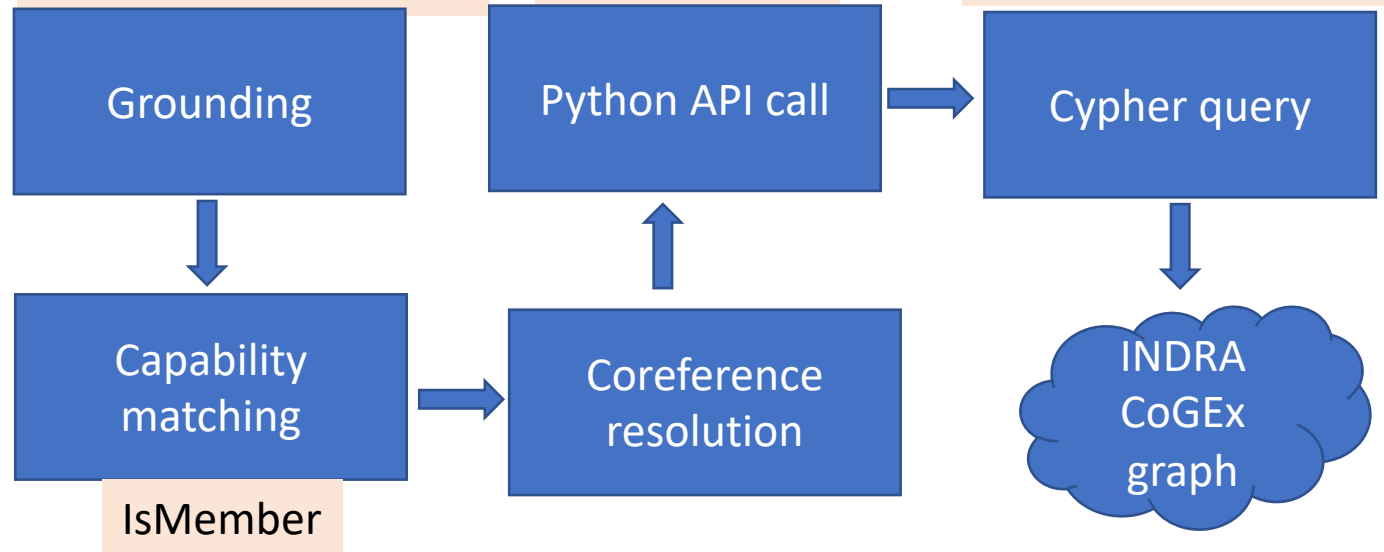 Grounding
Python API call
Cypher query
Capability
matching
Coreference
resolution
INDRA
CoGEx
graph
IsMember